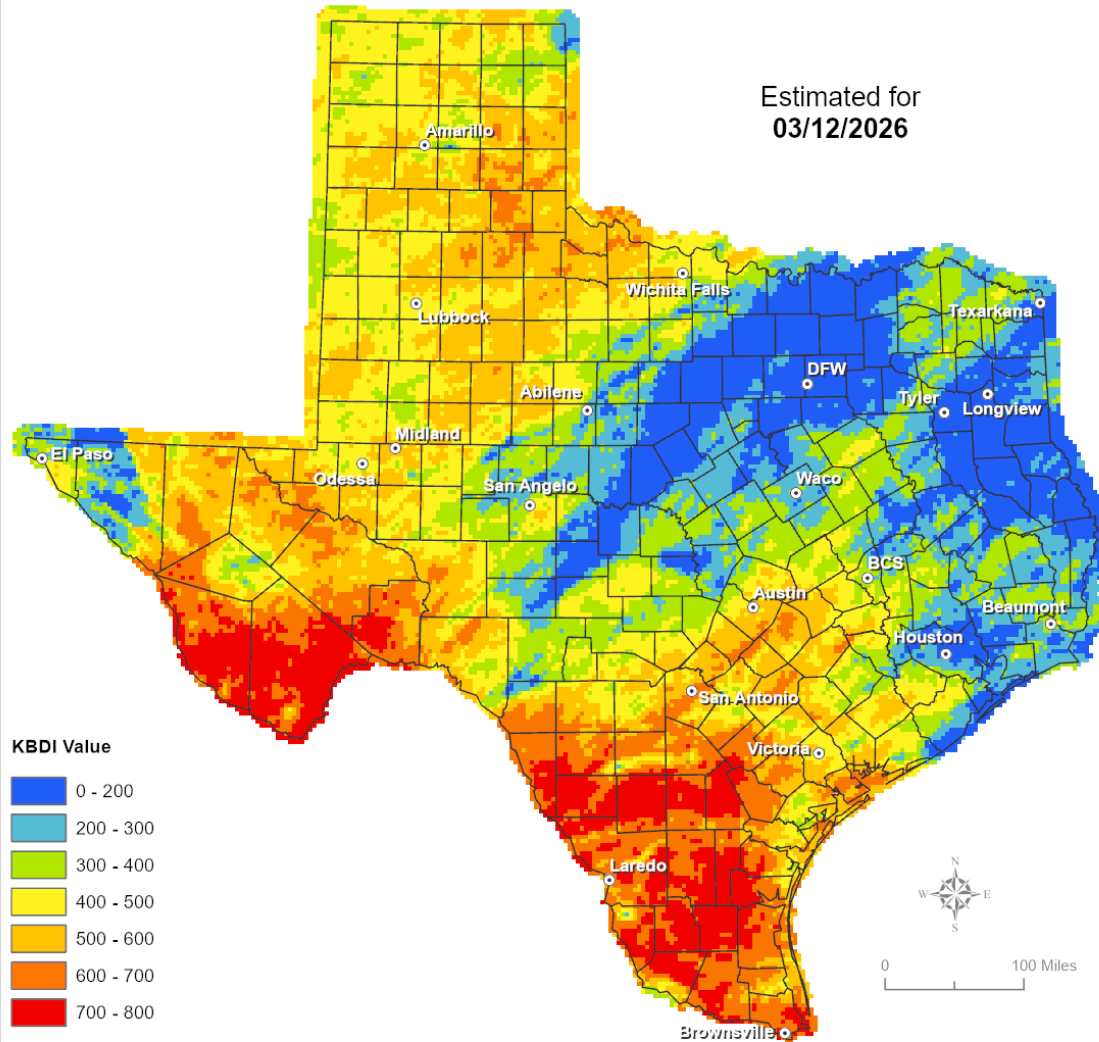 Estimated for
03/12/2026
Amarillo
Wichita Falls
Texarkana
Lubbock
DFW
Abilene
Tyler
Longview
Midland
El Paso
Odessa
San Angelo
Waco
BCS
Austin
Beaumont
Houston
San Antonio
Victoria
KBDI Value
0 - 200
200 - 300
300 - 400
400 - 500
500 - 600
600 - 700
700 - 800
Laredo
N
W E
S
0 100 Miles
Brownsville